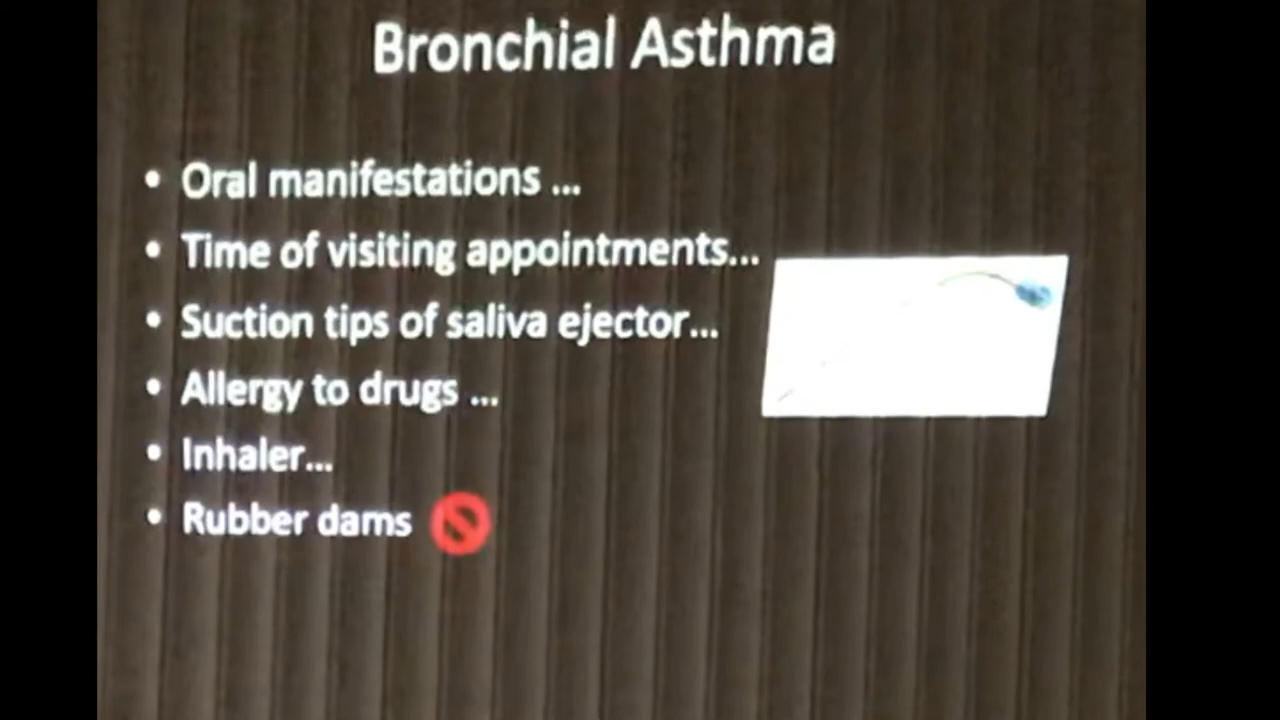 Bronchial Asthma
• Oral manifestations ...
• Time of visiting appointments...
• Suction tips of saliva ejector...
• Allergy to drugs ...
• Inhaler...
• Rubber dams